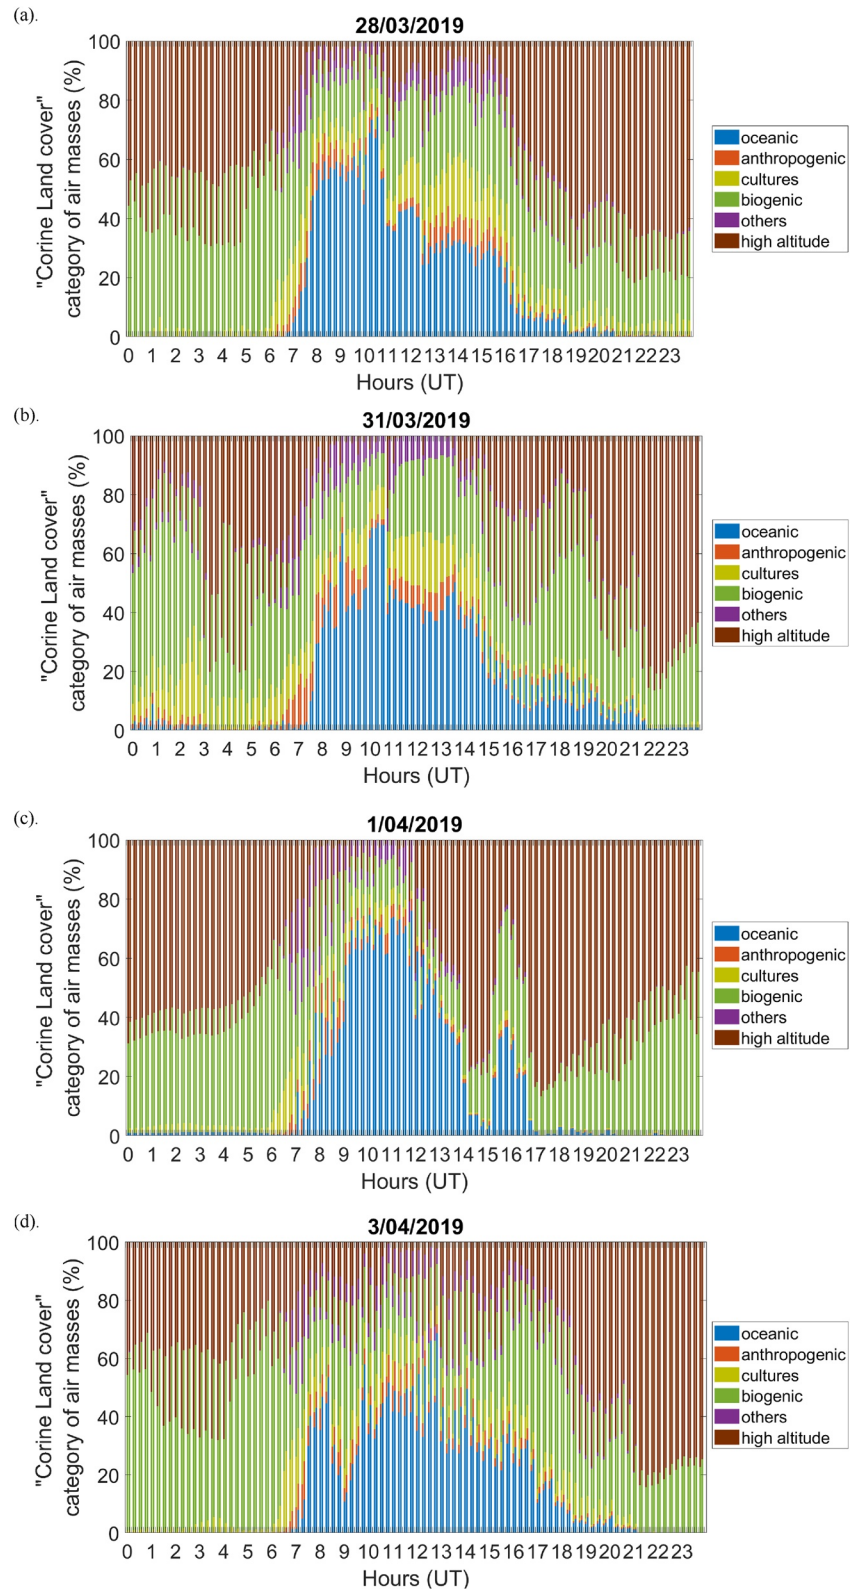 (a).
28/03/2019
"Corine Land cover"
category of air masses (%)
100
80
60
40
20
0
0 1 2 3 4 5 6 7 8 9 10 11 12 13 14 15 16 17 18 19 20 21 22 23
Hours (UT)
oceanic
anthropogenic
cultures
biogenic
others
high altitude
(b).
31/03/2019
"Corine Land cover"
category of air masses (%)
100
80
60
40
20
0
0 1 2 3 4 5 6 7 8 9 10 11 12 13 14 15 16 17 18 19 20 21 22 23
Hours (UT)
oceanic
anthropogenic
cultures
biogenic
others
high altitude
(c).
1/04/2019
"Corine Land cover"
category of air masses (%)
100
80
60
40
20
0
0 1 2 3 4 5 6 7 8 9 10 11 12 13 14 15 16 17 18 19 20 21 22 23
Hours (UT)
oceanic
anthropogenic
cultures
biogenic
others
high altitude
(d).
3/04/2019
"Corine Land cover"
category of air masses (%)
100
80
60
40
20
0
0 1 2 3 4 5 6 7 8 9 10 11 12 13 14 15 16 17 18 19 20 21 22 23
Hours (UT)
oceanic
anthropogenic
cultures
biogenic
others
high altitude